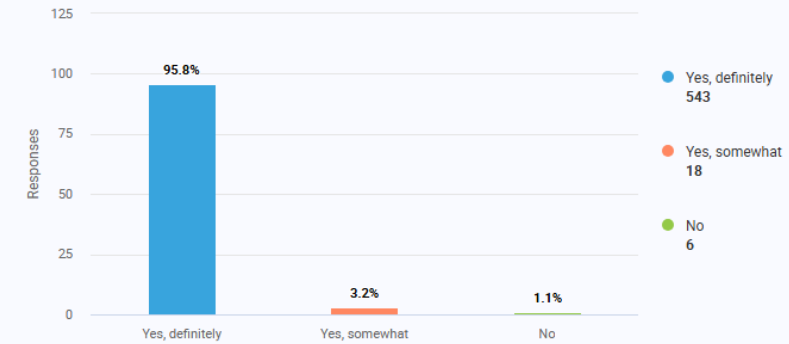 125
100
75
50
25
0
Responses
95.8%
3.2%
1.1%
Yes, definitely
Yes, somewhat
No
Yes, definitely
543
Yes, somewhat
18
No
6